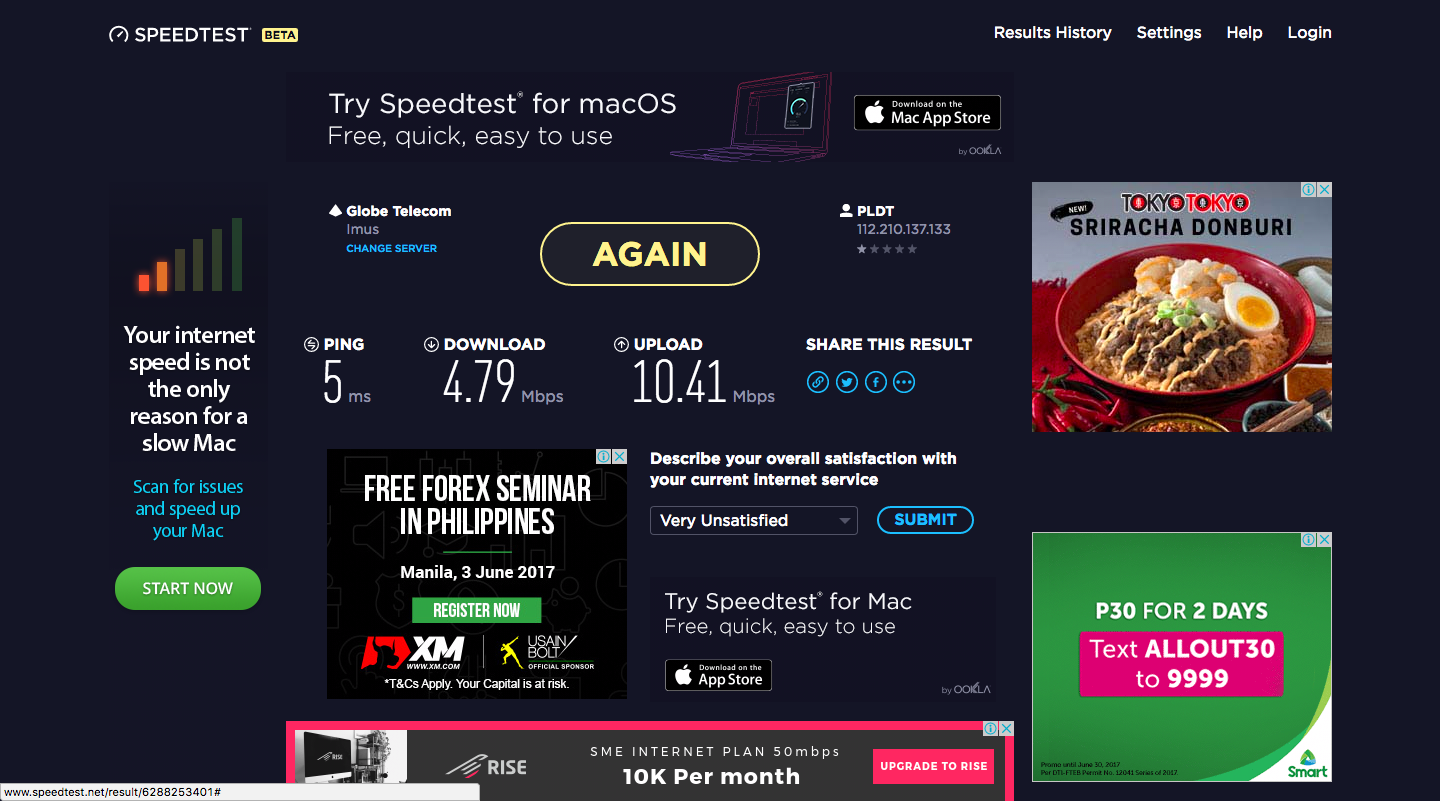 SPEEDTEST BETA
Results History Settings Help Login
Try Speedtest® for macOS
Free, quick, easy to use
Download on the
Mac App Store
by OOKLA
Your internet
speed is not
the only
reason for a
slow Mac
Scan for issues
and speed up
your Mac
START NOW
Globe Telecom
Imus
CHANGE SERVER
AGAIN
PLDT
112.210.137.133
PING
5 ms
DOWNLOAD
4.79 Mbps
UPLOAD
10.41 Mbps
SHARE THIS RESULT
FREE FOREX SEMINAR
IN PHILIPPINES
Manila, 3 June 2017
REGISTER NOW
XM
WWW.XM.COM
USAIN
BOLT
OFFICIAL SPONSOR
*T&Cs Apply. Your Capital is at risk.
Describe your overall satisfaction with
your current internet service
Very Unsatisfied
SUBMIT
Try Speedtest® for Mac
Free, quick, easy to use
Download on the
App Store
by OOKLA
NEW!
TOKYO TOKYO
SRIRACHA DONBURI
P30 FOR 2 DAYS
Text ALLOUT30
to 9999
Promo until June 30, 2017
Per DTI-FTEB Permit No. 12041 Series of 2017.
Smart
RISE
SME INTERNET PLAN 50mbps
10K Per month
UPGRADE TO RISE
www.speedtest.net/result/6288253401#